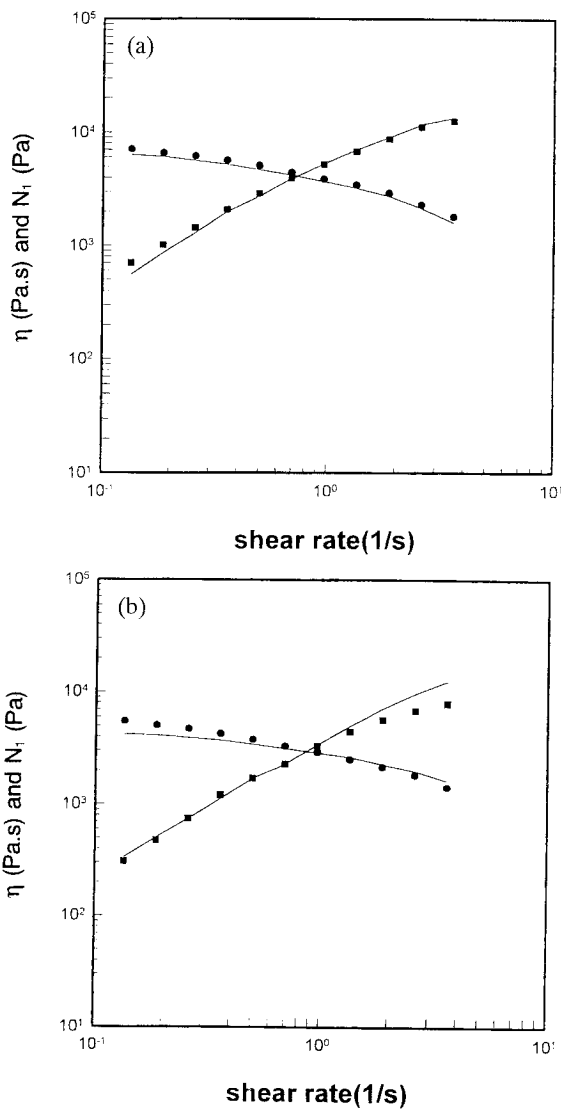 (a)
10⁵
10⁴
10³
10²
10¹
η (Pa.s) and N₁ (Pa)
10⁻¹ 10⁰ 10¹
shear rate(1/s)
(b)
10⁵
10⁴
10³
10²
10¹
η (Pa.s) and N₁ (Pa)
10⁻¹ 10⁰ 10¹
shear rate(1/s)